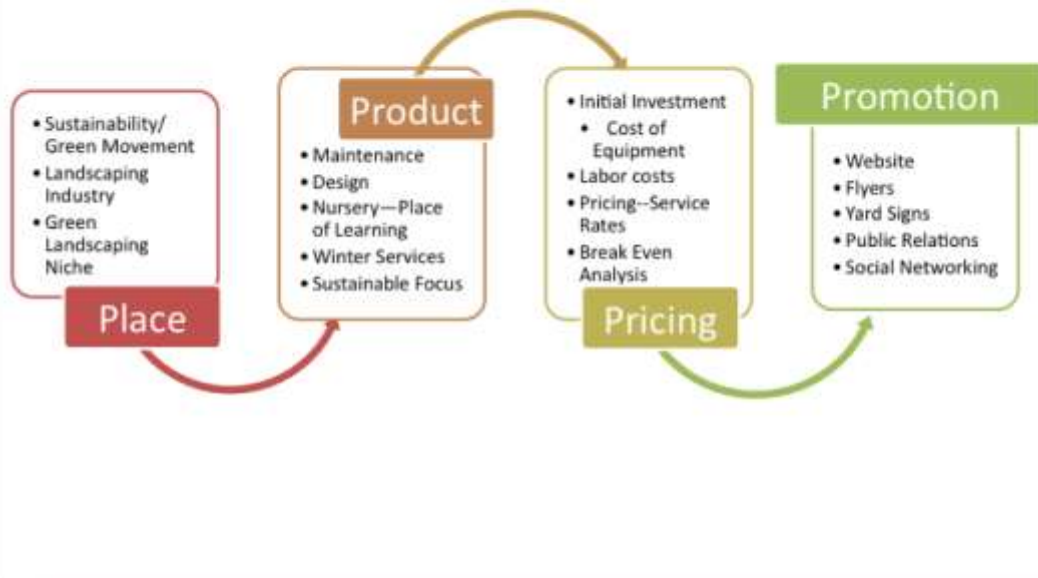 • Sustainability/
Green Movement
• Landscaping
Industry
• Green
Landscaping
Niche
Place
Product
• Maintenance
• Design
• Nursery—Place
of Learning
• Winter Services
• Sustainable Focus
• Initial Investment
• Cost of
Equipment
• Labor costs
• Pricing--Service
Rates
• Break Even
Analysis
Pricing
Promotion
• Website
• Flyers
• Yard Signs
• Public Relations
• Social Networking